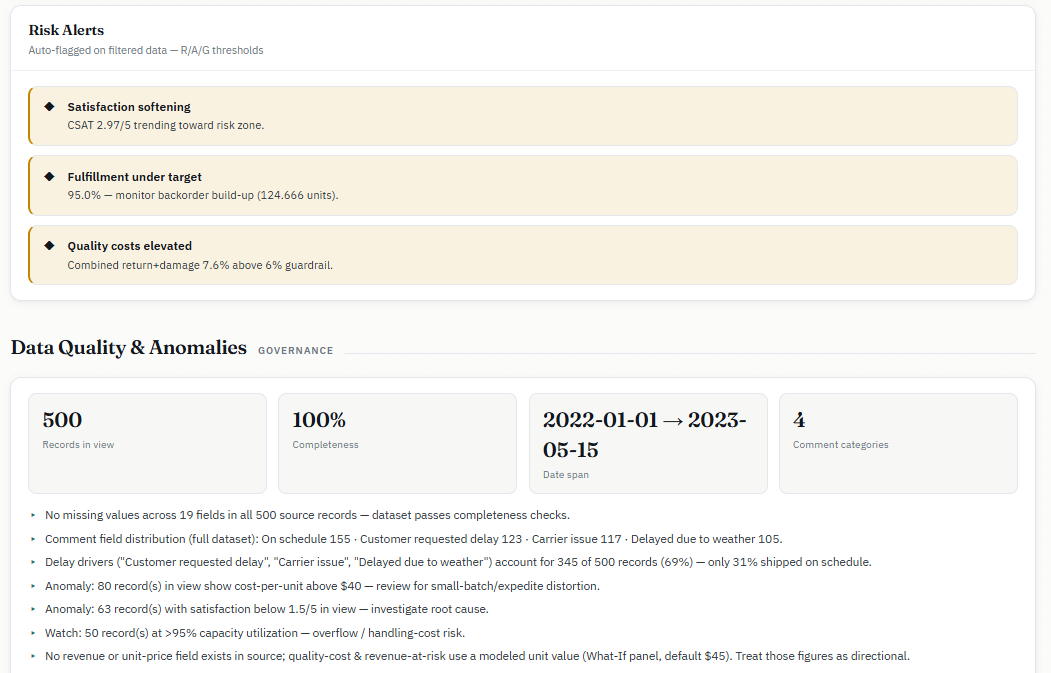 Risk Alerts
Auto-flagged on filtered data — R/A/G thresholds
◆ Satisfaction softening
CSAT 2.97/5 trending toward risk zone.
◆ Fulfillment under target
95.0% — monitor backorder build-up (124.666 units).
◆ Quality costs elevated
Combined return+damage 7.6% above 6% guardrail.
Data Quality & Anomalies GOVERNANCE
500
Records in view
100%
Completeness
2022-01-01 → 2023-
05-15
Date span
4
Comment categories
‣ No missing values across 19 fields in all 500 source records — dataset passes completeness checks.
‣ Comment field distribution (full dataset): On schedule 155 · Customer requested delay 123 · Carrier issue 117 · Delayed due to weather 105.
‣ Delay drivers ("Customer requested delay", "Carrier issue", "Delayed due to weather") account for 345 of 500 records (69%) — only 31% shipped on schedule.
‣ Anomaly: 80 record(s) in view show cost-per-unit above $40 — review for small-batch/expedite distortion.
‣ Anomaly: 63 record(s) with satisfaction below 1.5/5 in view — investigate root cause.
‣ Watch: 50 record(s) at >95% capacity utilization — overflow / handling-cost risk.
‣ No revenue or unit-price field exists in source; quality-cost & revenue-at-risk use a modeled unit value (What-If panel, default $45). Treat those figures as directional.